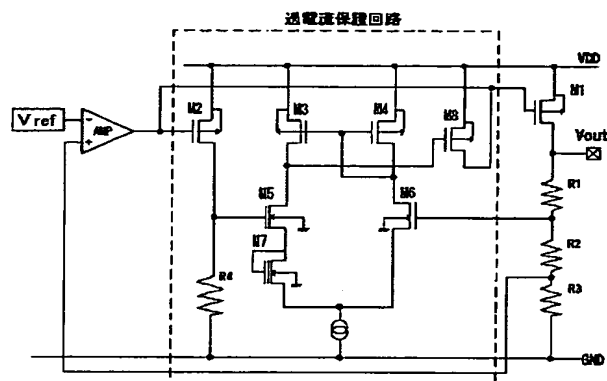 過電流保護回路
VDD
M2
M3
M4
M8
M1
Vref
AMP
Vout
R1
M5
M6
M7
R2
R4
R3
GND